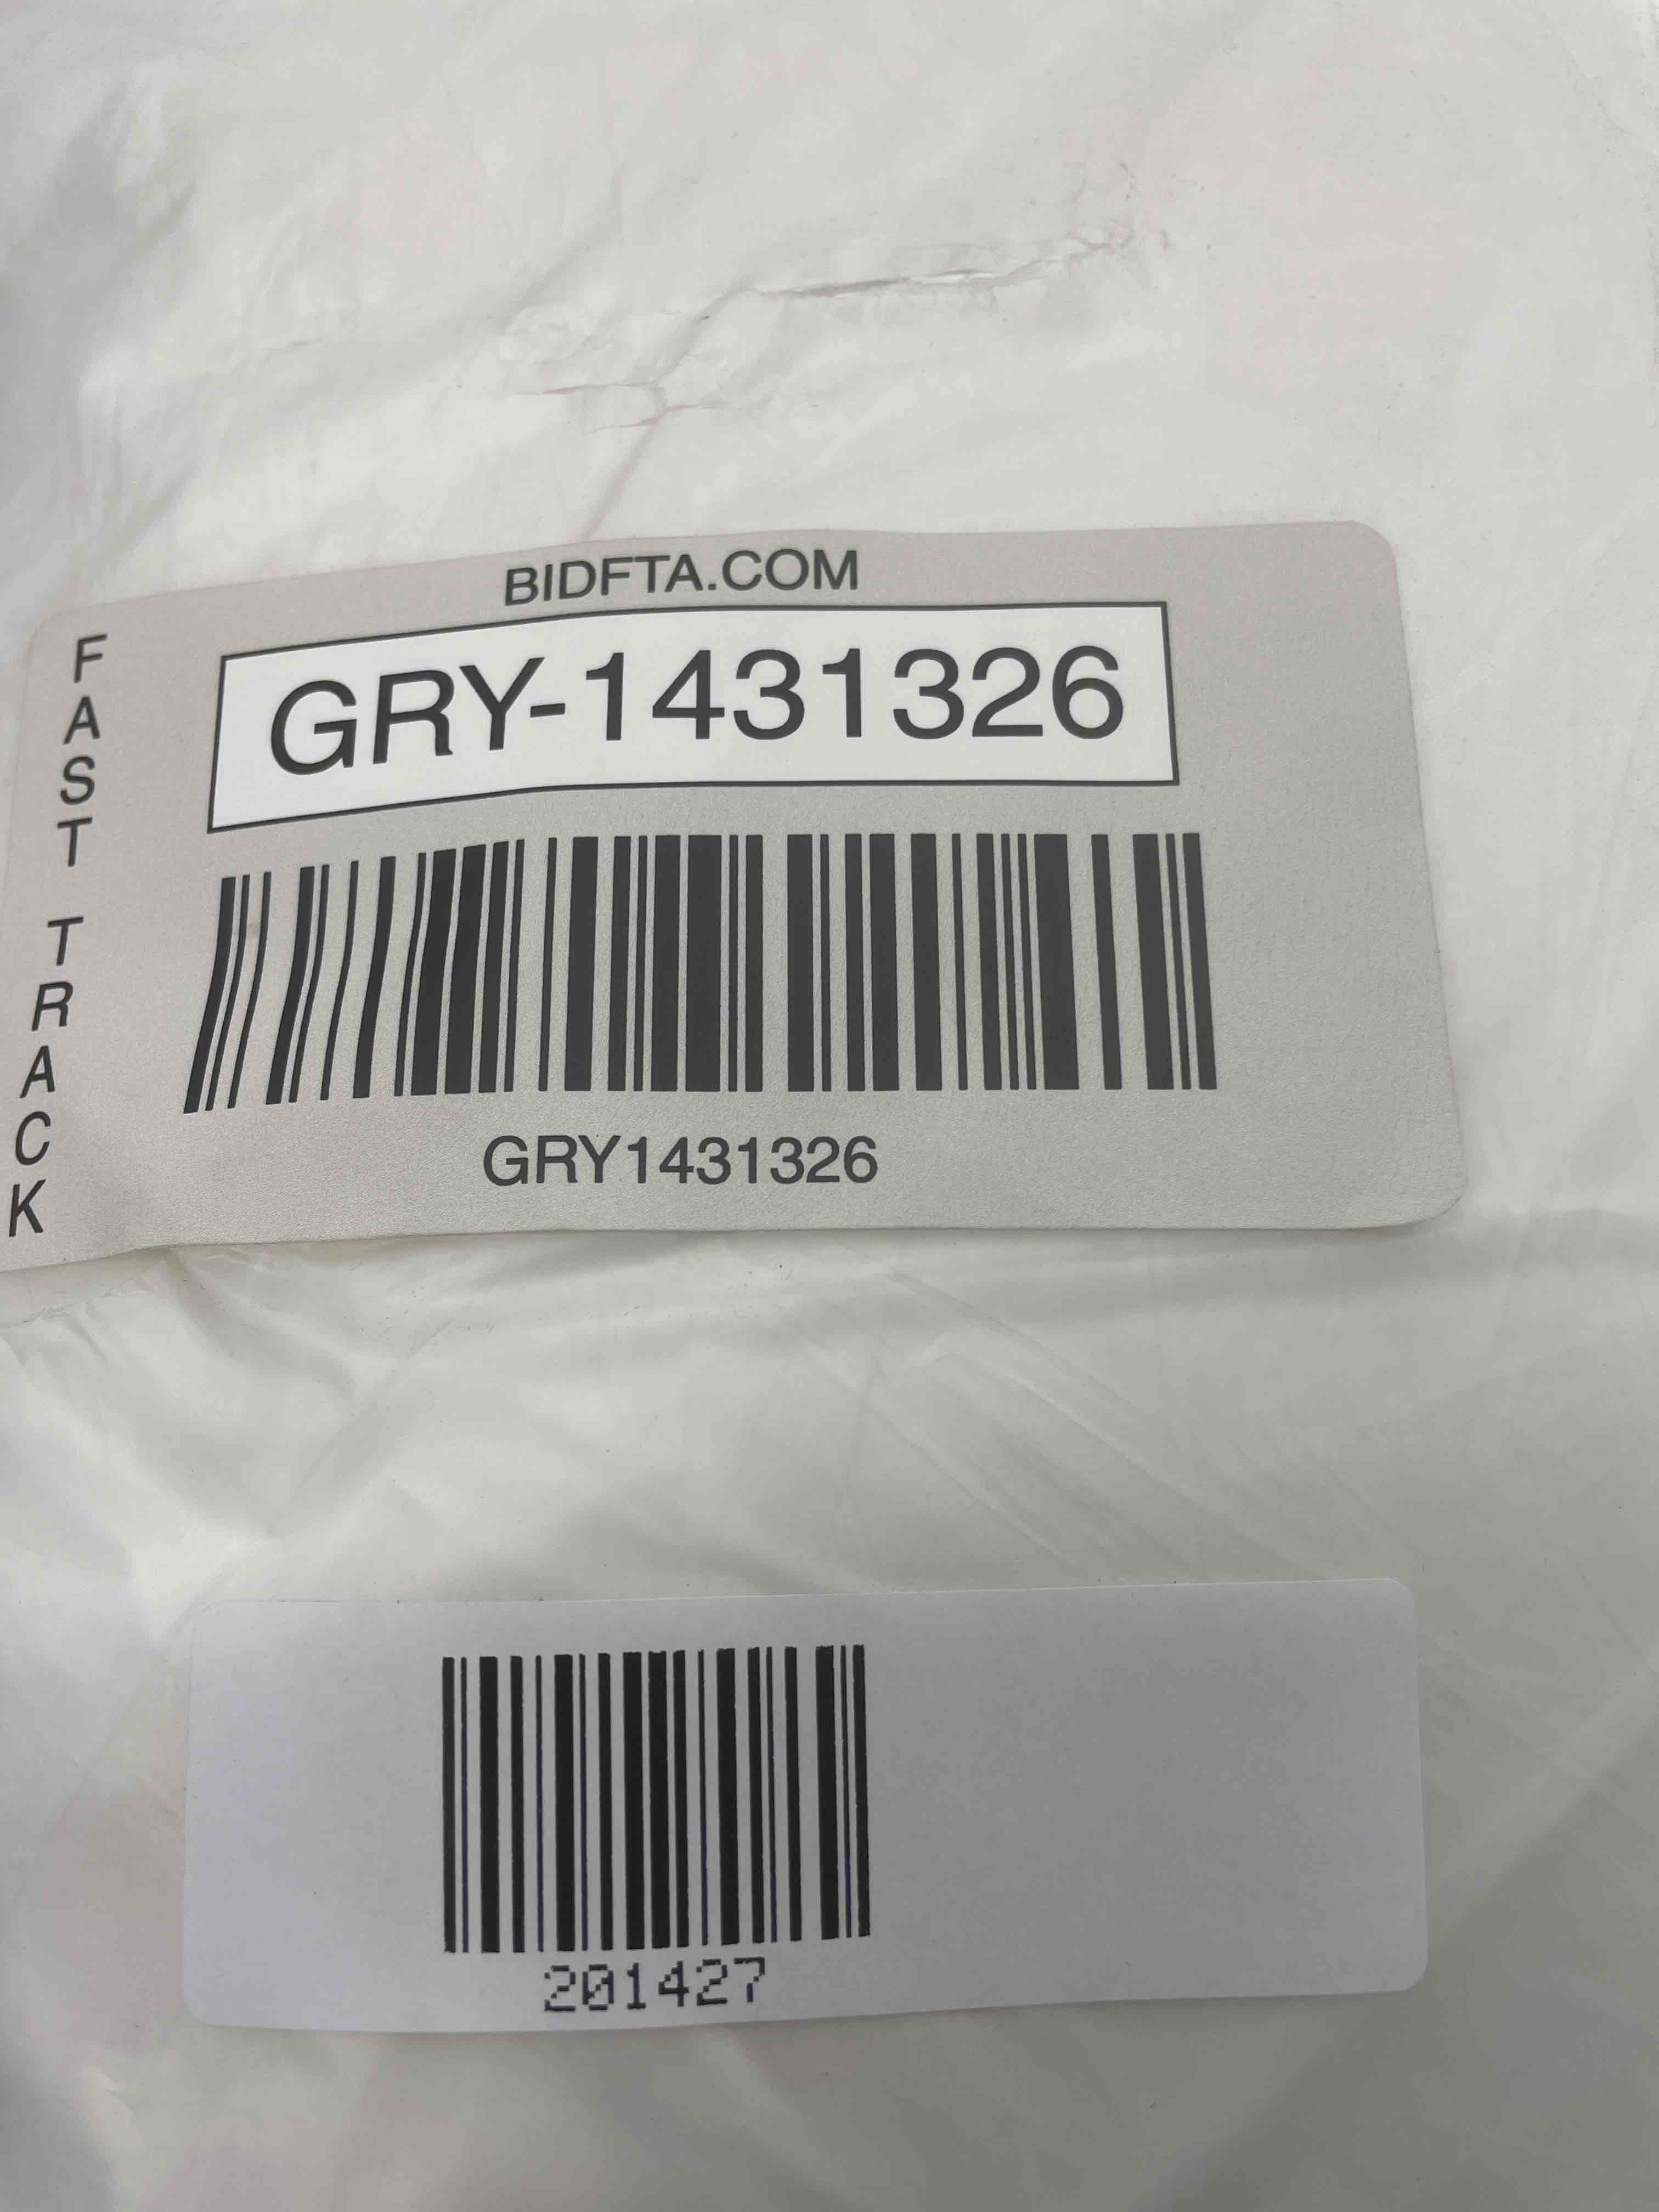 BIDFTA.COM
FAST TRACK
GRY-1431326
GRY1431326
201427